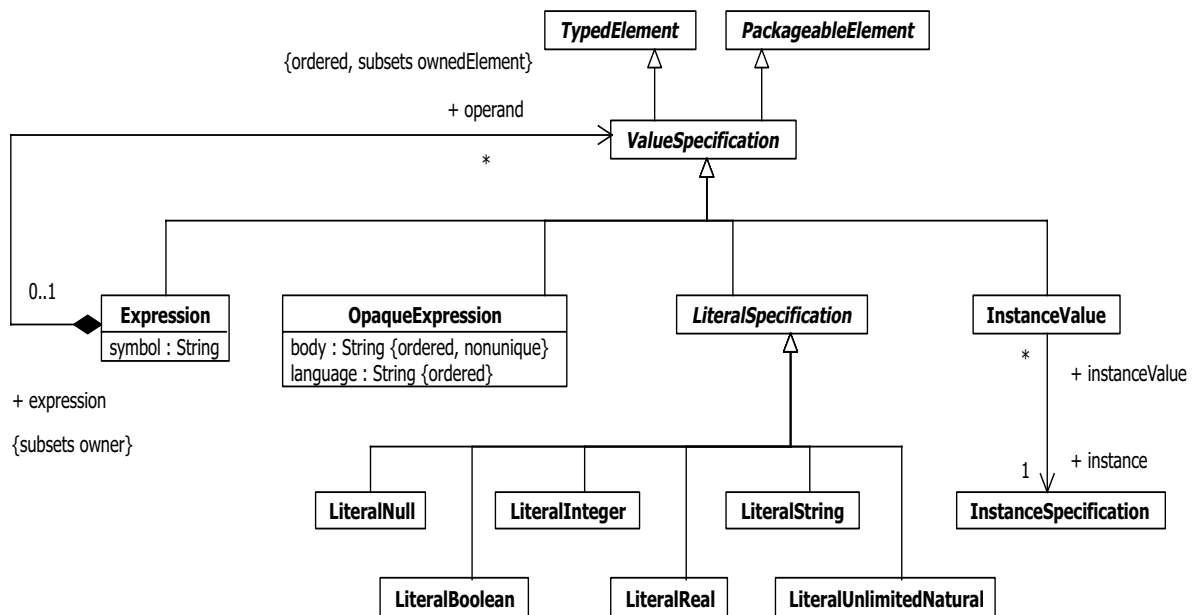 TypedElement
PackageableElement
{ordered, subsets ownedElement}
+ operand
ValueSpecification
*
0..1
Expression
symbol : String
OpaqueExpression
body : String {ordered, nonunique}
language : String {ordered}
LiteralSpecification
InstanceValue
*
+ instanceValue
+ expression
{subsets owner}
1
+ instance
LiteralNull
LiteralInteger
LiteralString
InstanceSpecification
LiteralBoolean
LiteralReal
LiteralUnlimitedNatural